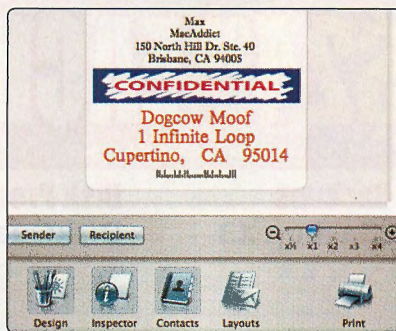 Max
MacAddict
150 North Hill Dr. Ste. 40
Brisbane, CA 94005
CONFIDENTIAL
Dogcow Moof
1 Infinite Loop
Cupertino, CA 95014
Sender Recipient
x½ x1 x2 x3 x4
Design Inspector Contacts Layouts Print